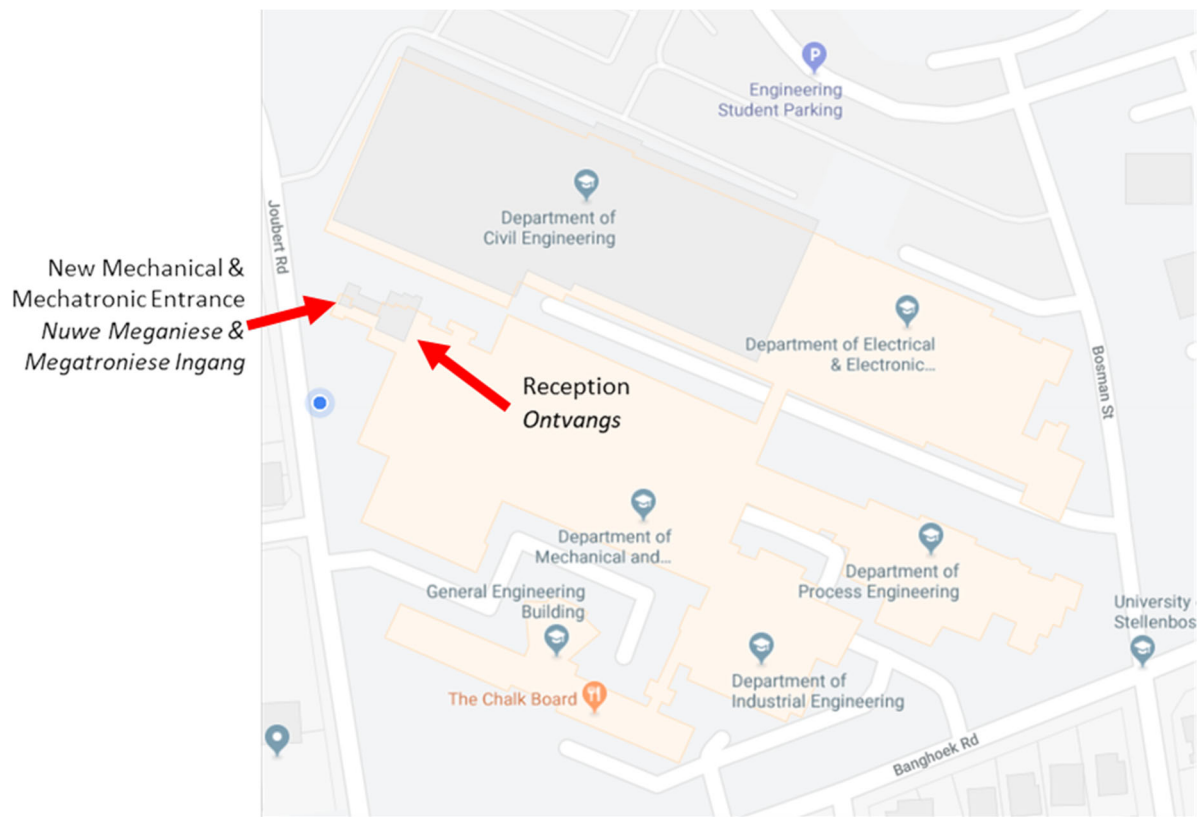 Engineering
Student Parking
Department of
Civil Engineering
Joubert Rd
New Mechanical &
Mechatronic Entrance
Nuwe Meganiese &
Megatroniese Ingang
Department of Electrical
& Electronic...
Bosman St
Reception
Ontvangs
Department of
Mechanical and...
Department of
Process Engineering
General Engineering
Building
University
Stellenbos
The Chalk Board
Department of
Industrial Engineering
Banghoek Rd
P